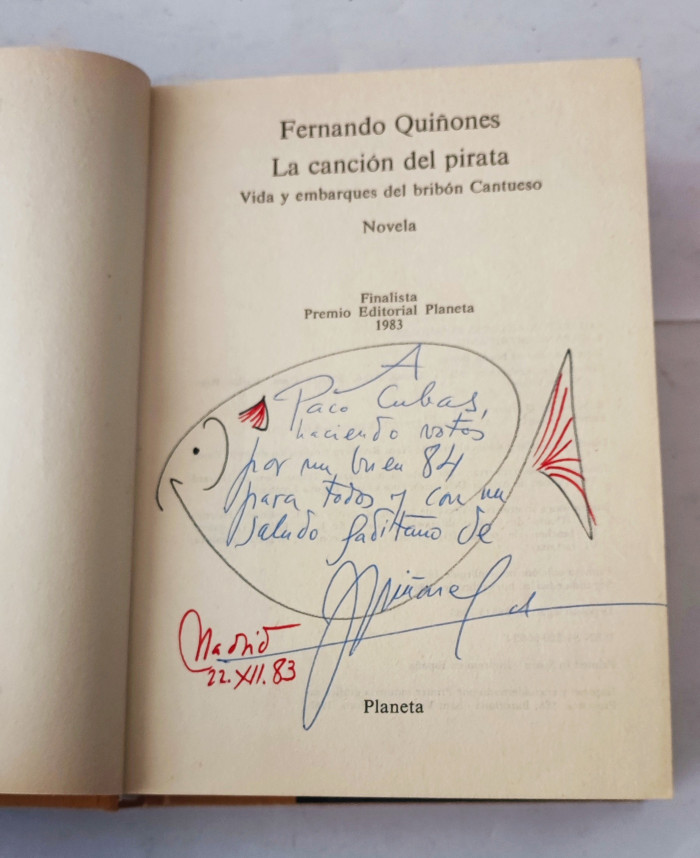 Fernando Quiñones
La canción del pirata
Vida y embarques del bribón Cantueso
Novela
Finalista
Premio Editorial Planeta
1983
A
Paco Cubas,
haciendo votos
por un buen 84
para todos y con un
saludo gaditano de
Quiñones
Madrid
22.XII.83
Planeta